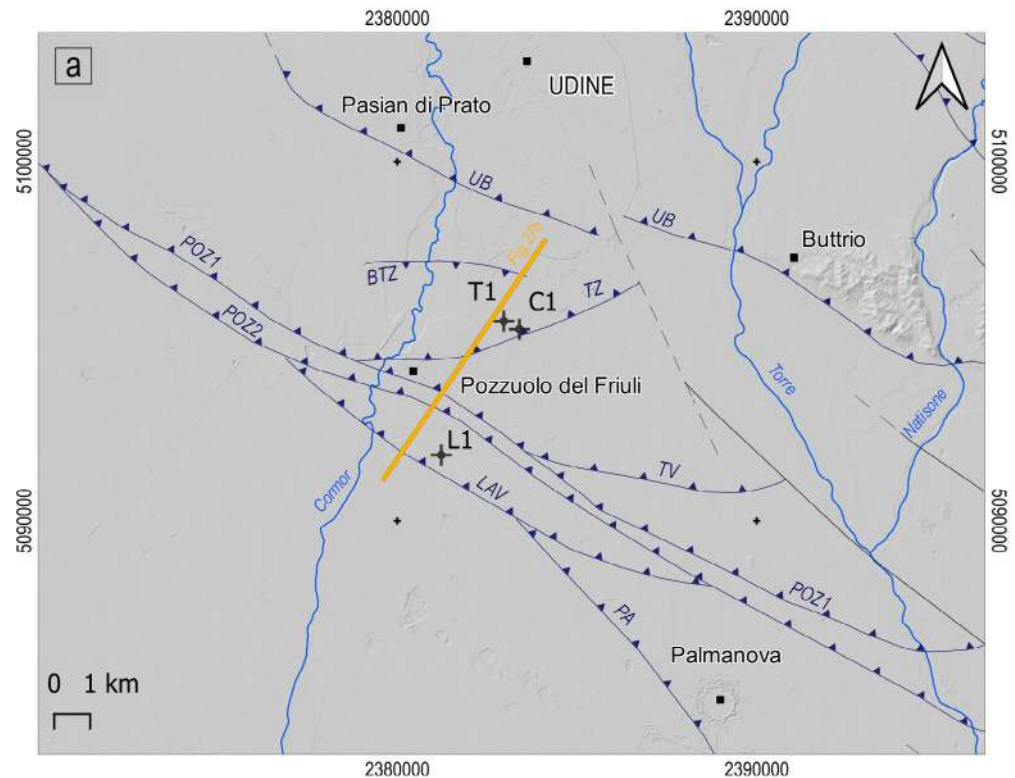 2380000
2390000
a
UDINE
Pasian di Prato
5100000
5100000
UB
UB
Buttrio
POZ1
Fig.27b
BTZ
TZ
T1
C1
POZ2
Pozzuolo del Friuli
Torre
Natisone
L1
TV
Cormor
LAV
5090000
5090000
POZ1
PA
Palmanova
0 1 km
2380000
2390000